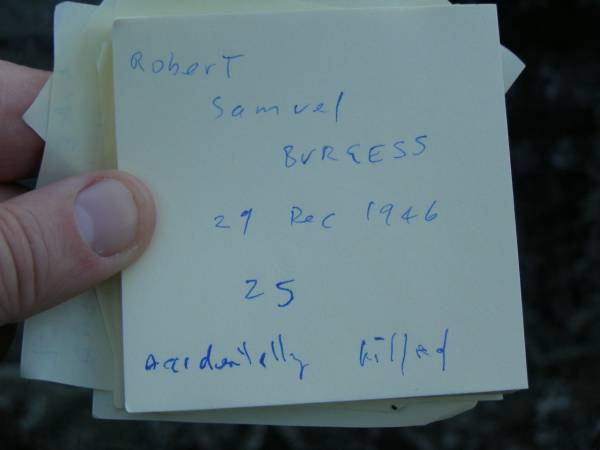 Robert
Samuel
BURGESS
29 Dec 1946
25
Accidentally killed